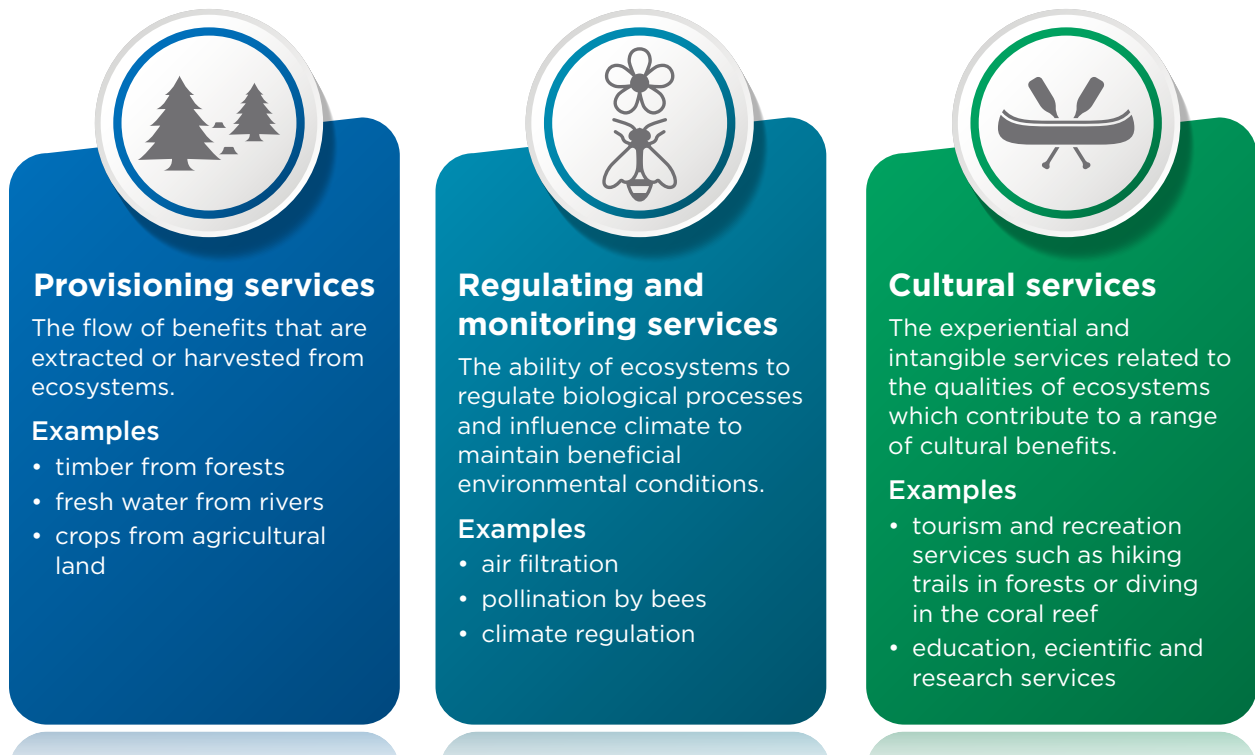 Provisioning services
The flow of benefits that are
extracted or harvested from
ecosystems.
Examples
• timber from forests
• fresh water from rivers
• crops from agricultural
land
Regulating and
monitoring services
The ability of ecosystems to
regulate biological processes
and influence climate to
maintain beneficial
environmental conditions.
Examples
• air filtration
• pollination by bees
• climate regulation
Cultural services
The experiential and
intangible services related to
the qualities of ecosystems
which contribute to a range
of cultural benefits.
Examples
• tourism and recreation
services such as hiking
trails in forests or diving
in the coral reef
• education, ecientific and
research services